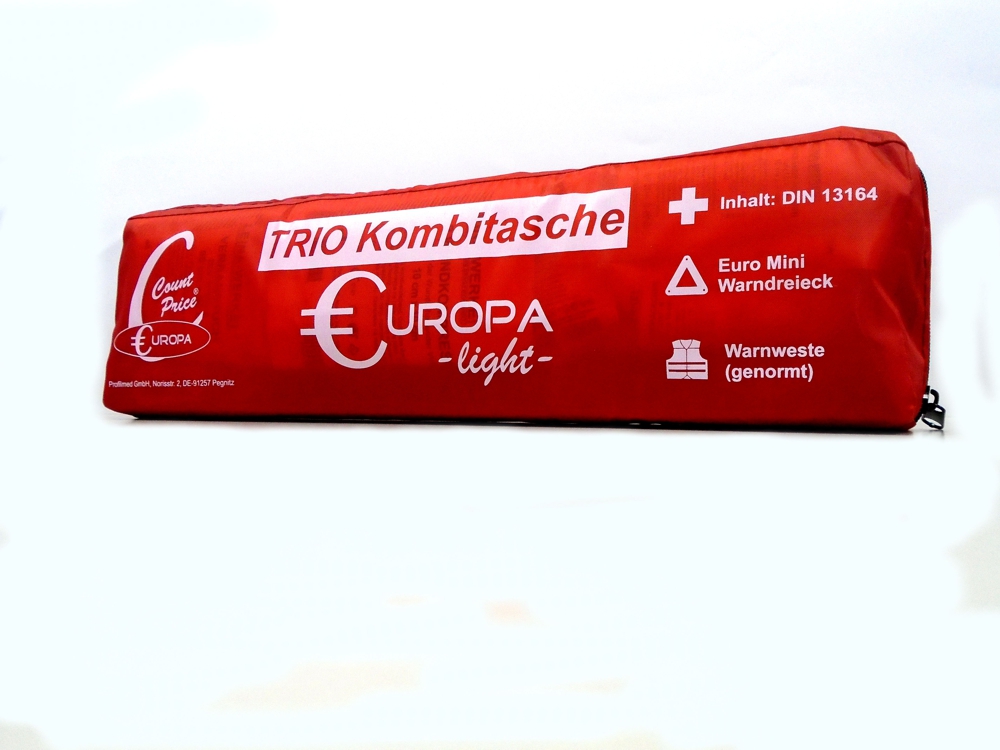 Count
Price®
€UROPA
Profilimed GmbH, Norisstr. 2, DE-91257 Pegnitz
TRIO Kombitasche
€UROPA
-light-
Inhalt: DIN 13164
Euro Mini
Warndreieck
Warnweste
(genormt)